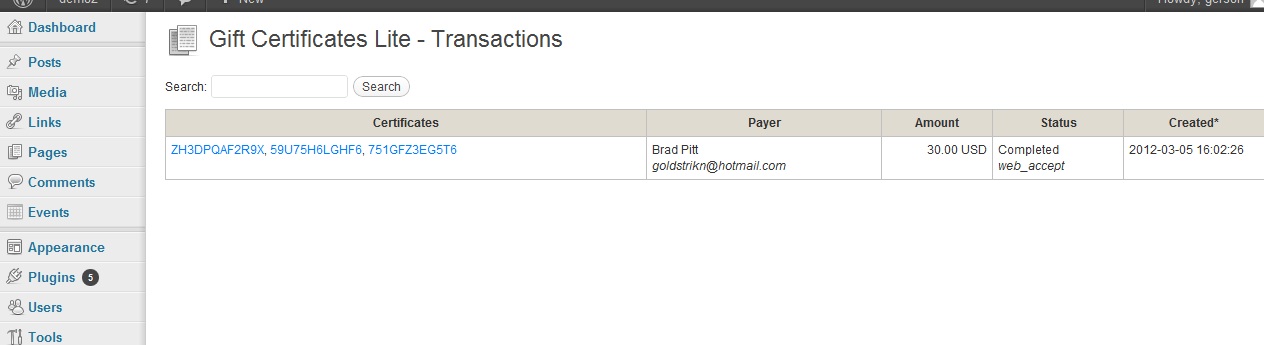 demo2
7
New
Howdy, gerson
Dashboard
Posts
Media
Links
Pages
Comments
Events
Appearance
Plugins 5
Users
Tools
Gift Certificates Lite - Transactions
Search: Search
Certificates Payer Amount Status Created*
ZH3DPQAF2R9X, 59U75H6LGHF6, 751GFZ3EG5T6 Brad Pitt 30.00 USD Completed 2012-03-05 16:02:26
goldstrikn@hotmail.com web_accept